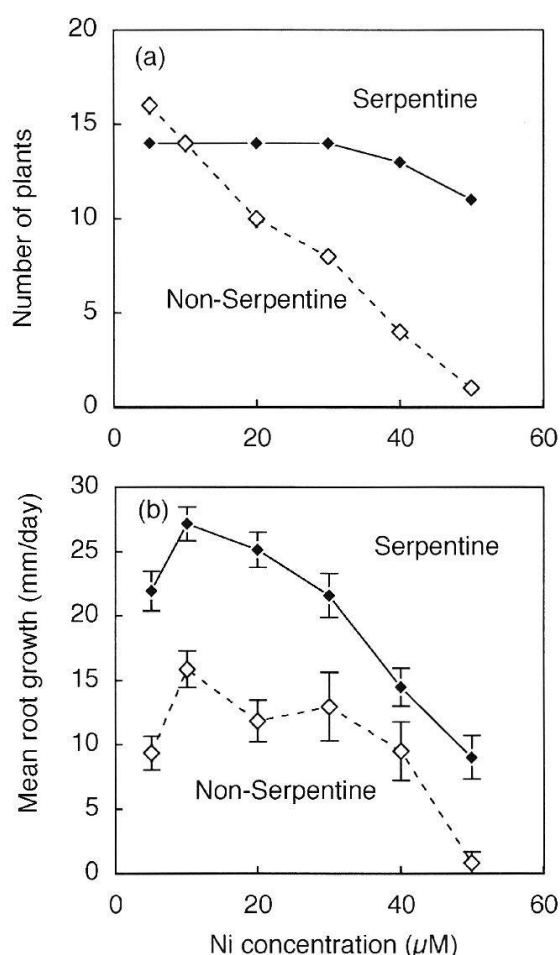 20
(a)
Serpentine
15
Number of plants
10
Non-Serpentine
5
0
0 20 40 60
30
(b)
Serpentine
25
20
Mean root growth (mm/day)
15
10
Non-Serpentine
5
0
0 20 40 60
Ni concentration (µM)